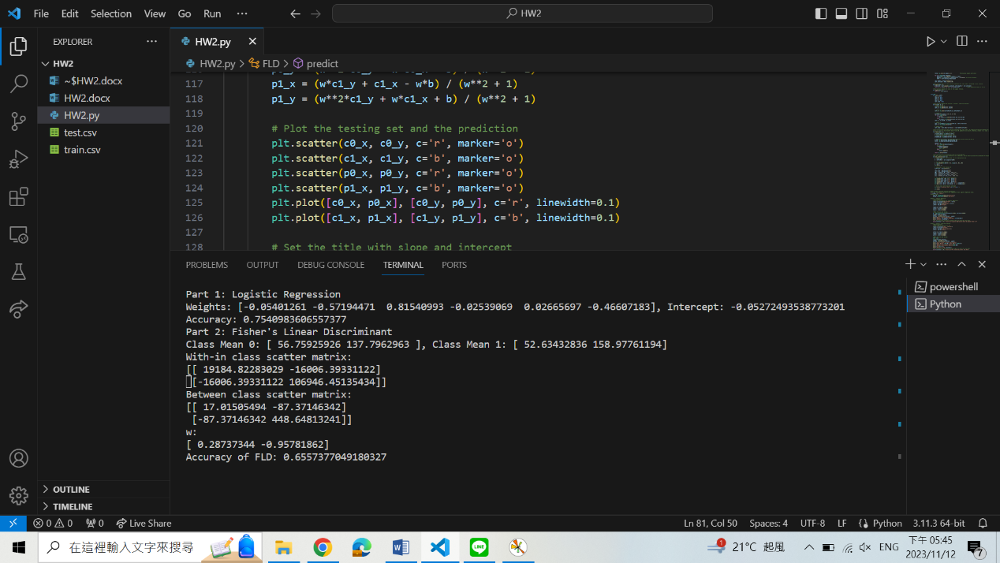 File Edit Selection View Go Run ··· HW2
EXPLORER
HW2
~$HW2.docx
HW2.docx
HW2.py
test.csv
train.csv
OUTLINE
TIMELINE
HW2.py
HW2.py > FLD > predict
117 p1_x = (w*c1_y + c1_x - w*b) / (w**2 + 1)
118 p1_y = (w**2*c1_y + w*c1_x + b) / (w**2 + 1)
119
120 # Plot the testing set and the prediction
121 plt.scatter(c0_x, c0_y, c='r', marker='o')
122 plt.scatter(c1_x, c1_y, c='b', marker='o')
123 plt.scatter(p0_x, p0_y, c='r', marker='o')
124 plt.scatter(p1_x, p1_y, c='b', marker='o')
125 plt.plot([c0_x, p0_x], [c0_y, p0_y], c='r', linewidth=0.1)
126 plt.plot([c1_x, p1_x], [c1_y, p1_y], c='b', linewidth=0.1)
127
128 # Set the title with slope and intercept
PROBLEMS OUTPUT DEBUG CONSOLE TERMINAL PORTS
powershell
Python
Part 1: Logistic Regression
Weights: [-0.05401261 -0.57194471  0.81540993 -0.02539069  0.02665697 -0.46607183], Intercept: -0.05272493538773201
Accuracy: 0.7540983606557377
Part 2: Fisher's Linear Discriminant
Class Mean 0: [ 56.75925926 137.7962963 ], Class Mean 1: [ 52.63432836 158.97761194]
With-in class scatter matrix:
[[ 19184.82283029 -16006.39331122]
[-16006.39331122 106946.45135434]]
Between class scatter matrix:
[[ 17.01505494 -87.37146342]
[-87.37146342 448.64813241]]
w:
[ 0.28737344 -0.95781862]
Accuracy of FLD: 0.6557377049180327
0 0 0 Live Share Ln 81, Col 50 Spaces: 4 UTF-8 LF Python 3.11.3 64-bit
在這裡輸入文字來搜尋 W LINE 1 21°C 起風 ENG 下午 05:45
2023/11/12 7